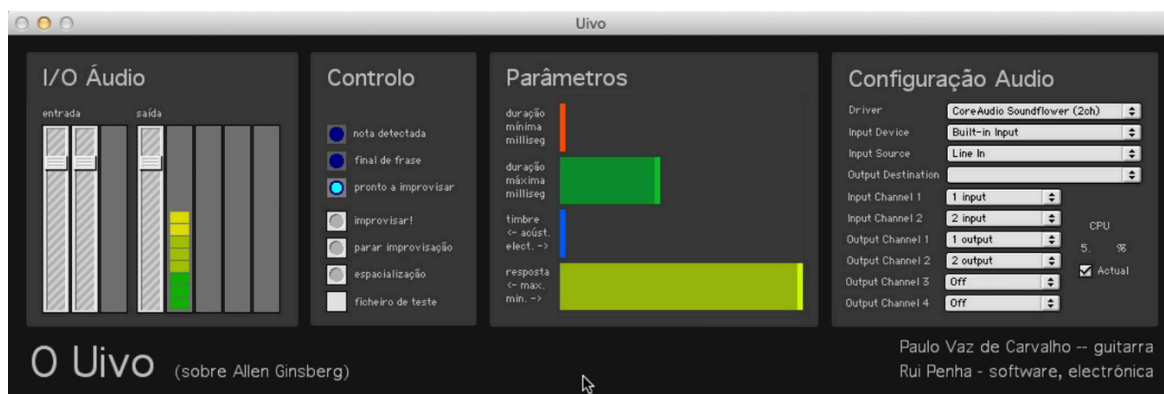 Uivo
I/O Áudio
entrada
saída
Controlo
nota detectada
final de frase
pronto a improvisar
improvisar!
parar improvisação
espacialização
ficheiro de teste
Parâmetros
duração
mínima
milliseg
duração
máxima
milliseg
timbre
<- acúst.
elect. ->
resposta
<- max.
min. ->
Configuração Audio
Driver CoreAudio Soundflower (2ch)
Input Device Built-in Input
Input Source Line In
Output Destination
Input Channel 1 1 input
Input Channel 2 2 input
Output Channel 1 1 output
Output Channel 2 2 output
Output Channel 3 Off
Output Channel 4 Off
CPU
5. %
Actual
O Uivo (sobre Allen Ginsberg)
Paulo Vaz de Carvalho -- guitarra
Rui Penha - software, electrónica